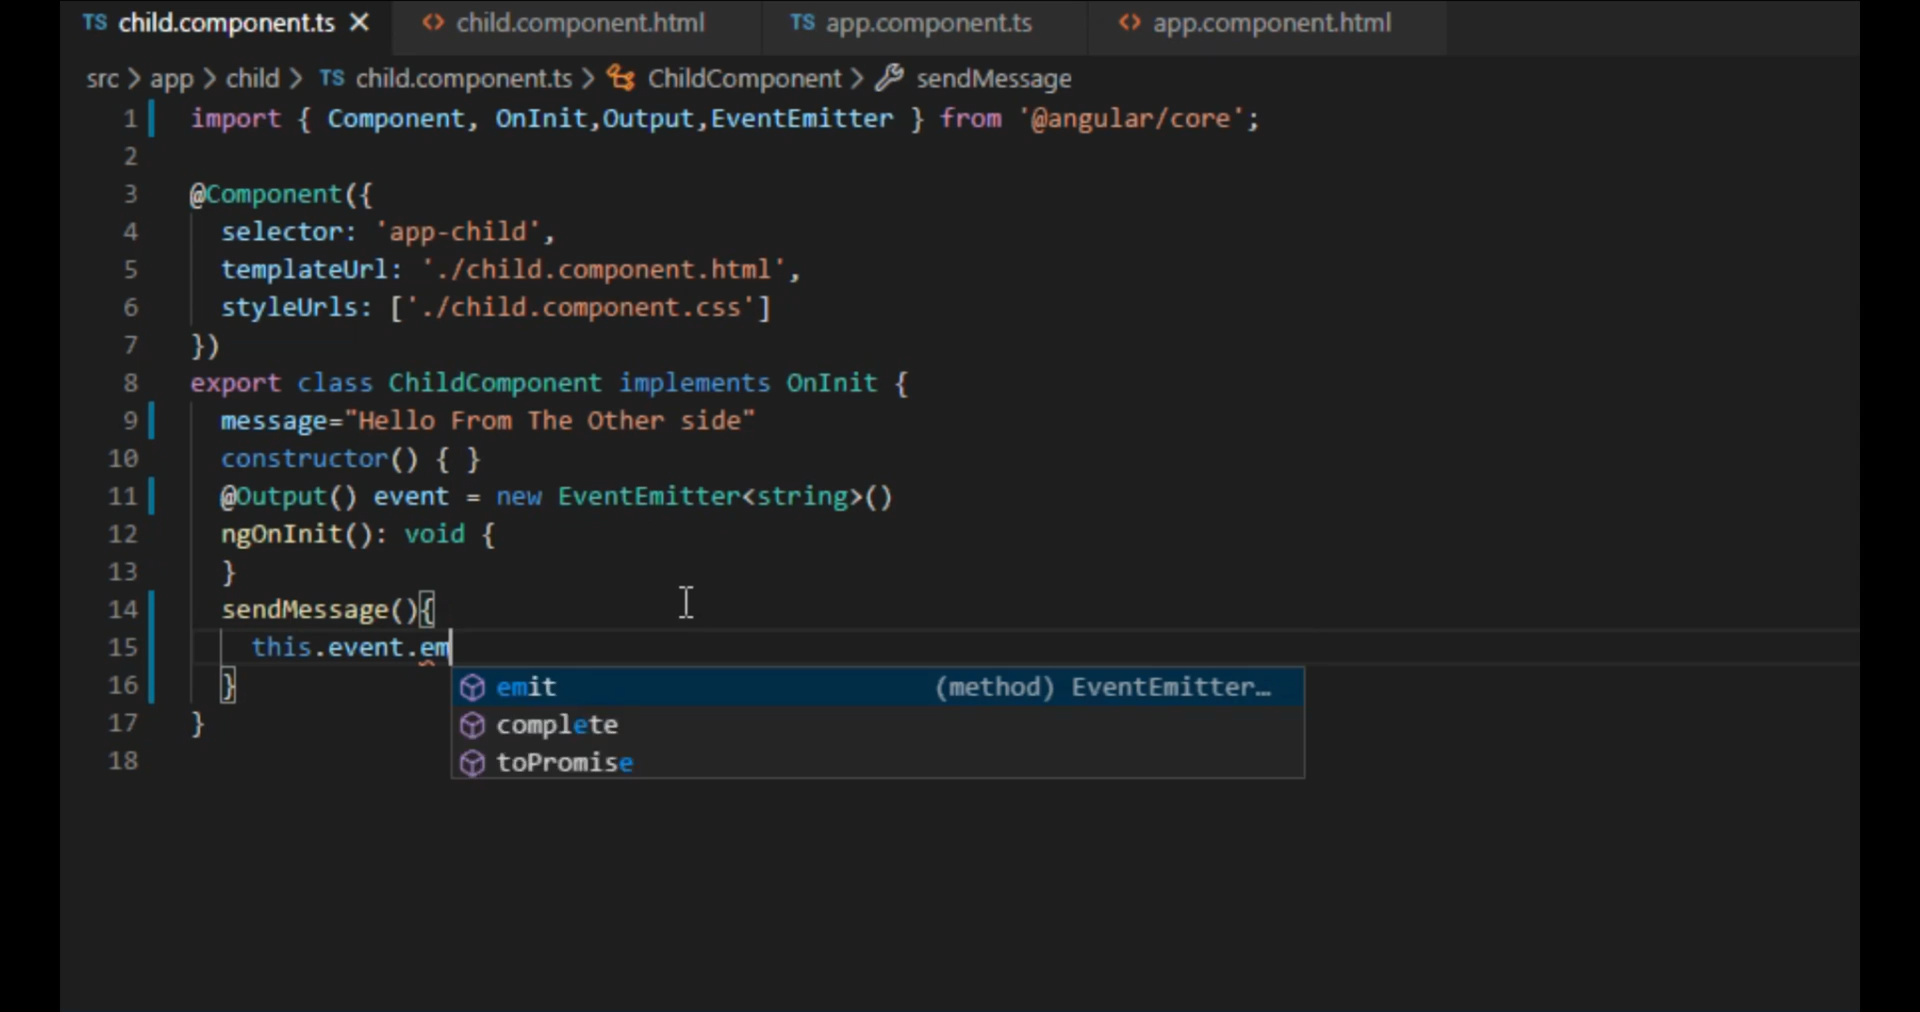 TS child.component.ts × <> child.component.html TS app.component.ts <> app.component.html
src > app > child > TS child.component.ts > ChildComponent > sendMessage
1 import { Component, OnInit,Output,EventEmitter } from '@angular/core';
2
3 @Component({
4 selector: 'app-child',
5 templateUrl: './child.component.html',
6 styleUrls: ['./child.component.css']
7 })
8 export class ChildComponent implements OnInit {
9 message="Hello From The Other side"
10 constructor() { }
11 @Output() event = new EventEmitter<string>()
12 ngOnInit(): void {
13 }
14 sendMessage(){
15 this.event.em
16 }
emit (method) EventEmitter…
17 }
complete
18
toPromise